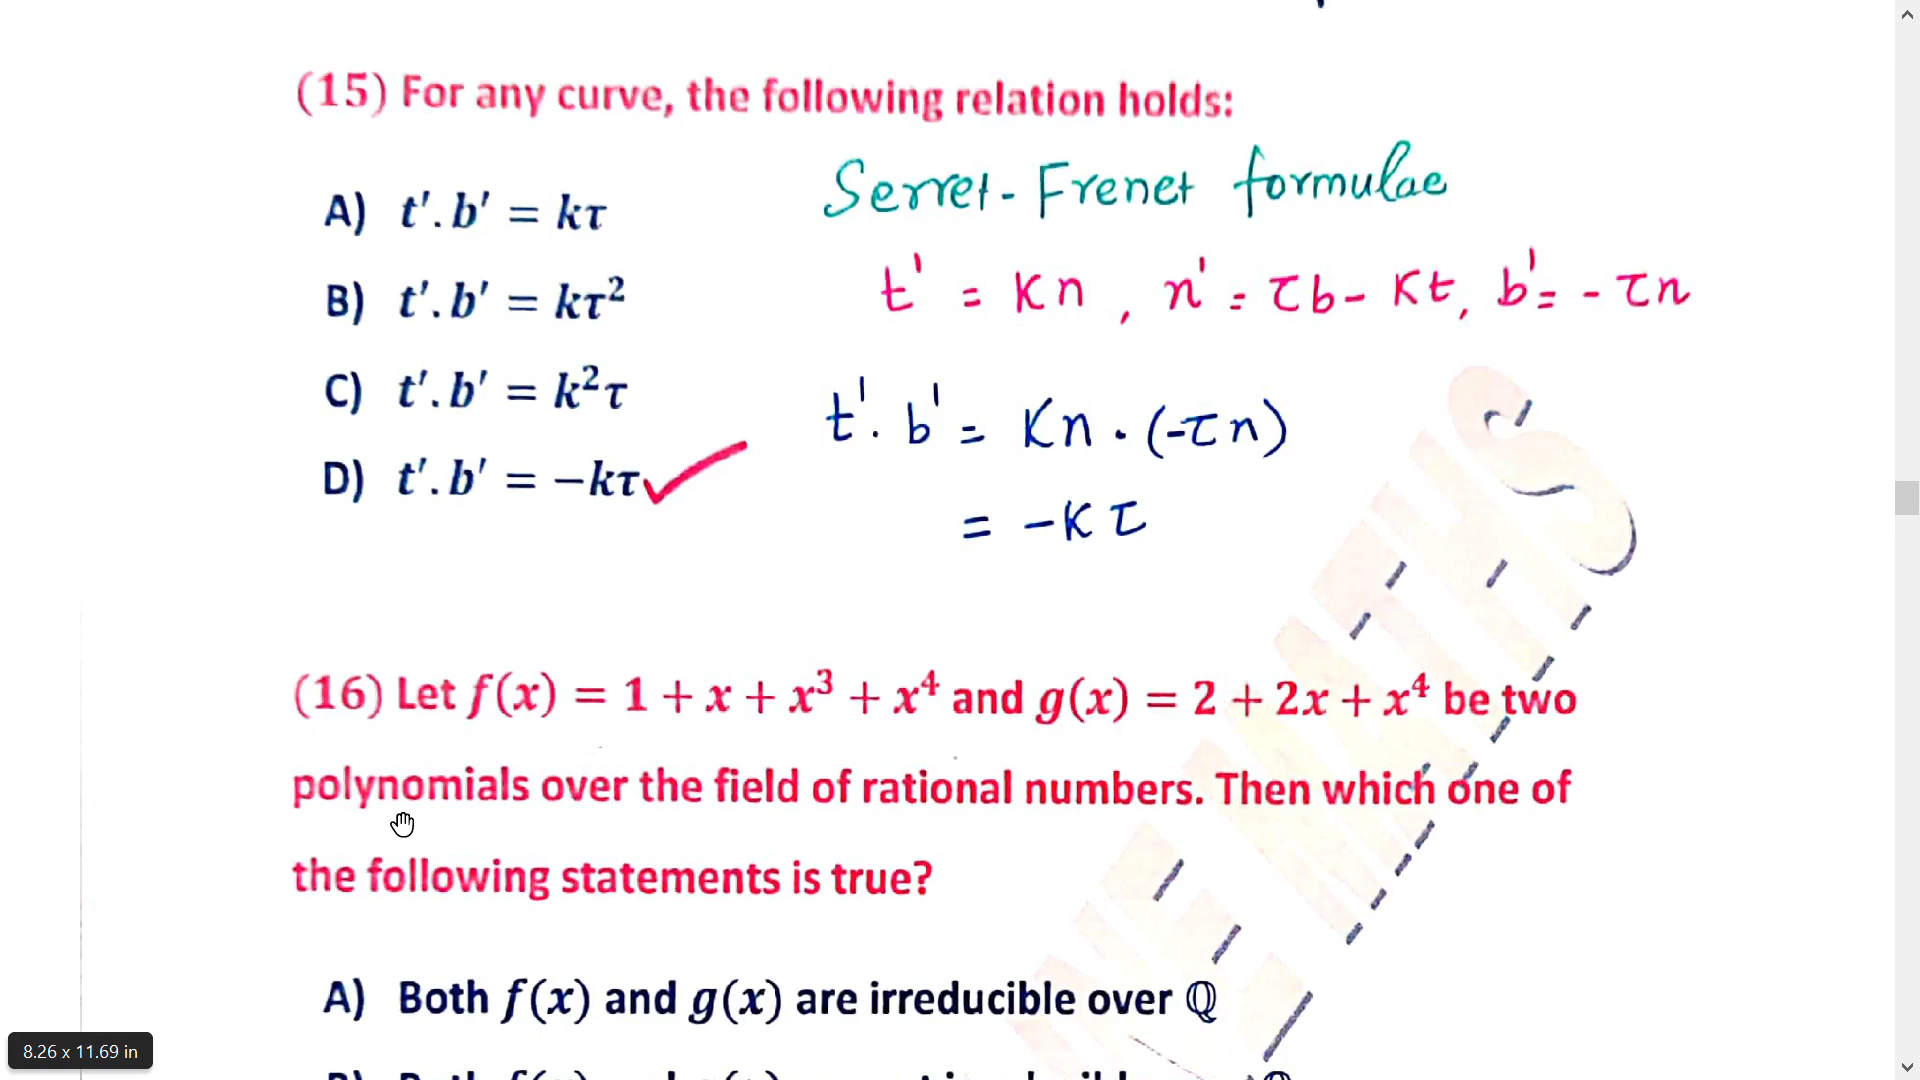 (15) For any curve, the following relation holds:
Serret-Frenet formulae
A) t′.b′ = kτ
t' = Kn, n' = τb - Kt, b' = -τn
B) t′.b′ = kτ²
C) t′.b′ = k²τ
t'. b' = Kn · (-τn)
D) t′.b′ = −kτ
= -Kτ
(16) Let f(x) = 1 + x + x³ + x⁴ and g(x) = 2 + 2x + x⁴ be two
polynomials over the field of rational numbers. Then which one of
the following statements is true?
A) Both f(x) and g(x) are irreducible over ℚ
MATHS
8.26 x 11.69 in